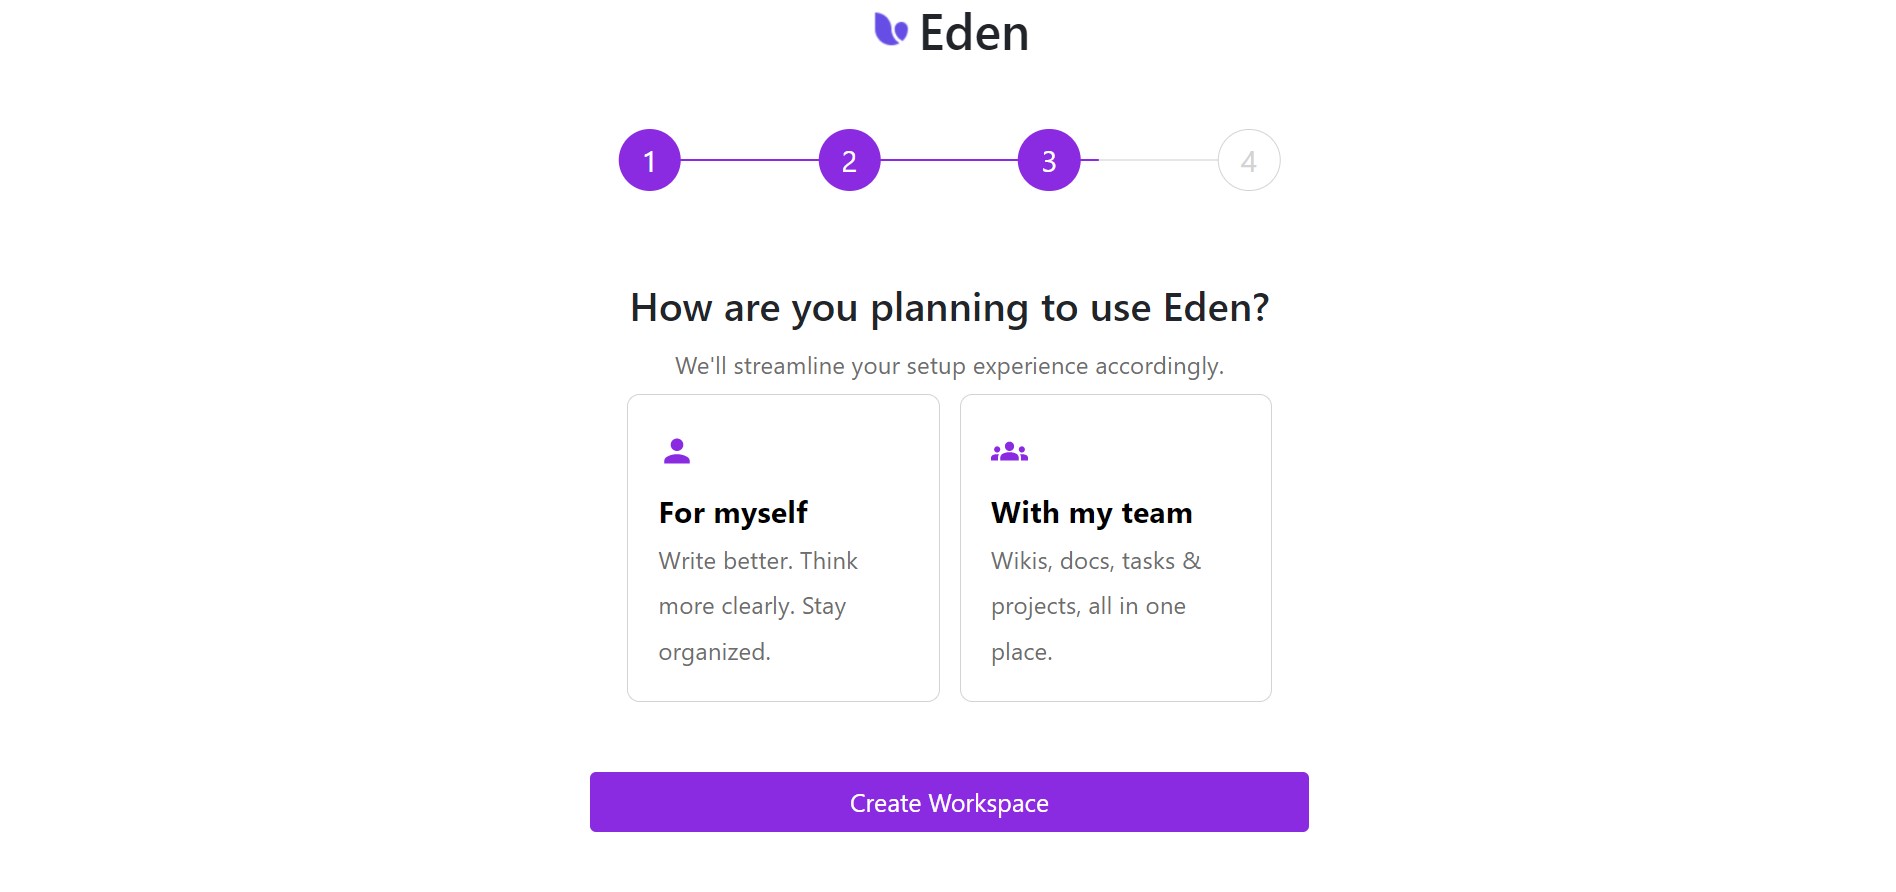 Eden
1 2 3 4
How are you planning to use Eden?
We'll streamline your setup experience accordingly.
For myself
Write better. Think
more clearly. Stay
organized.
With my team
Wikis, docs, tasks &
projects, all in one
place.
Create Workspace